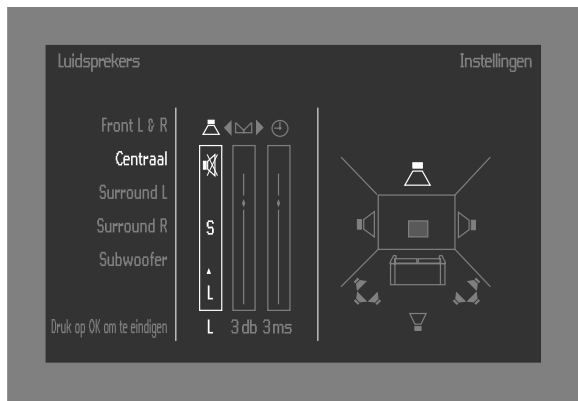 Luidsprekers
Instellingen
Front L & R
Centraal
Surround L
Surround R
Subwoofer
S
L
Druk op OK om te eindigen
L 3 db 3 ms